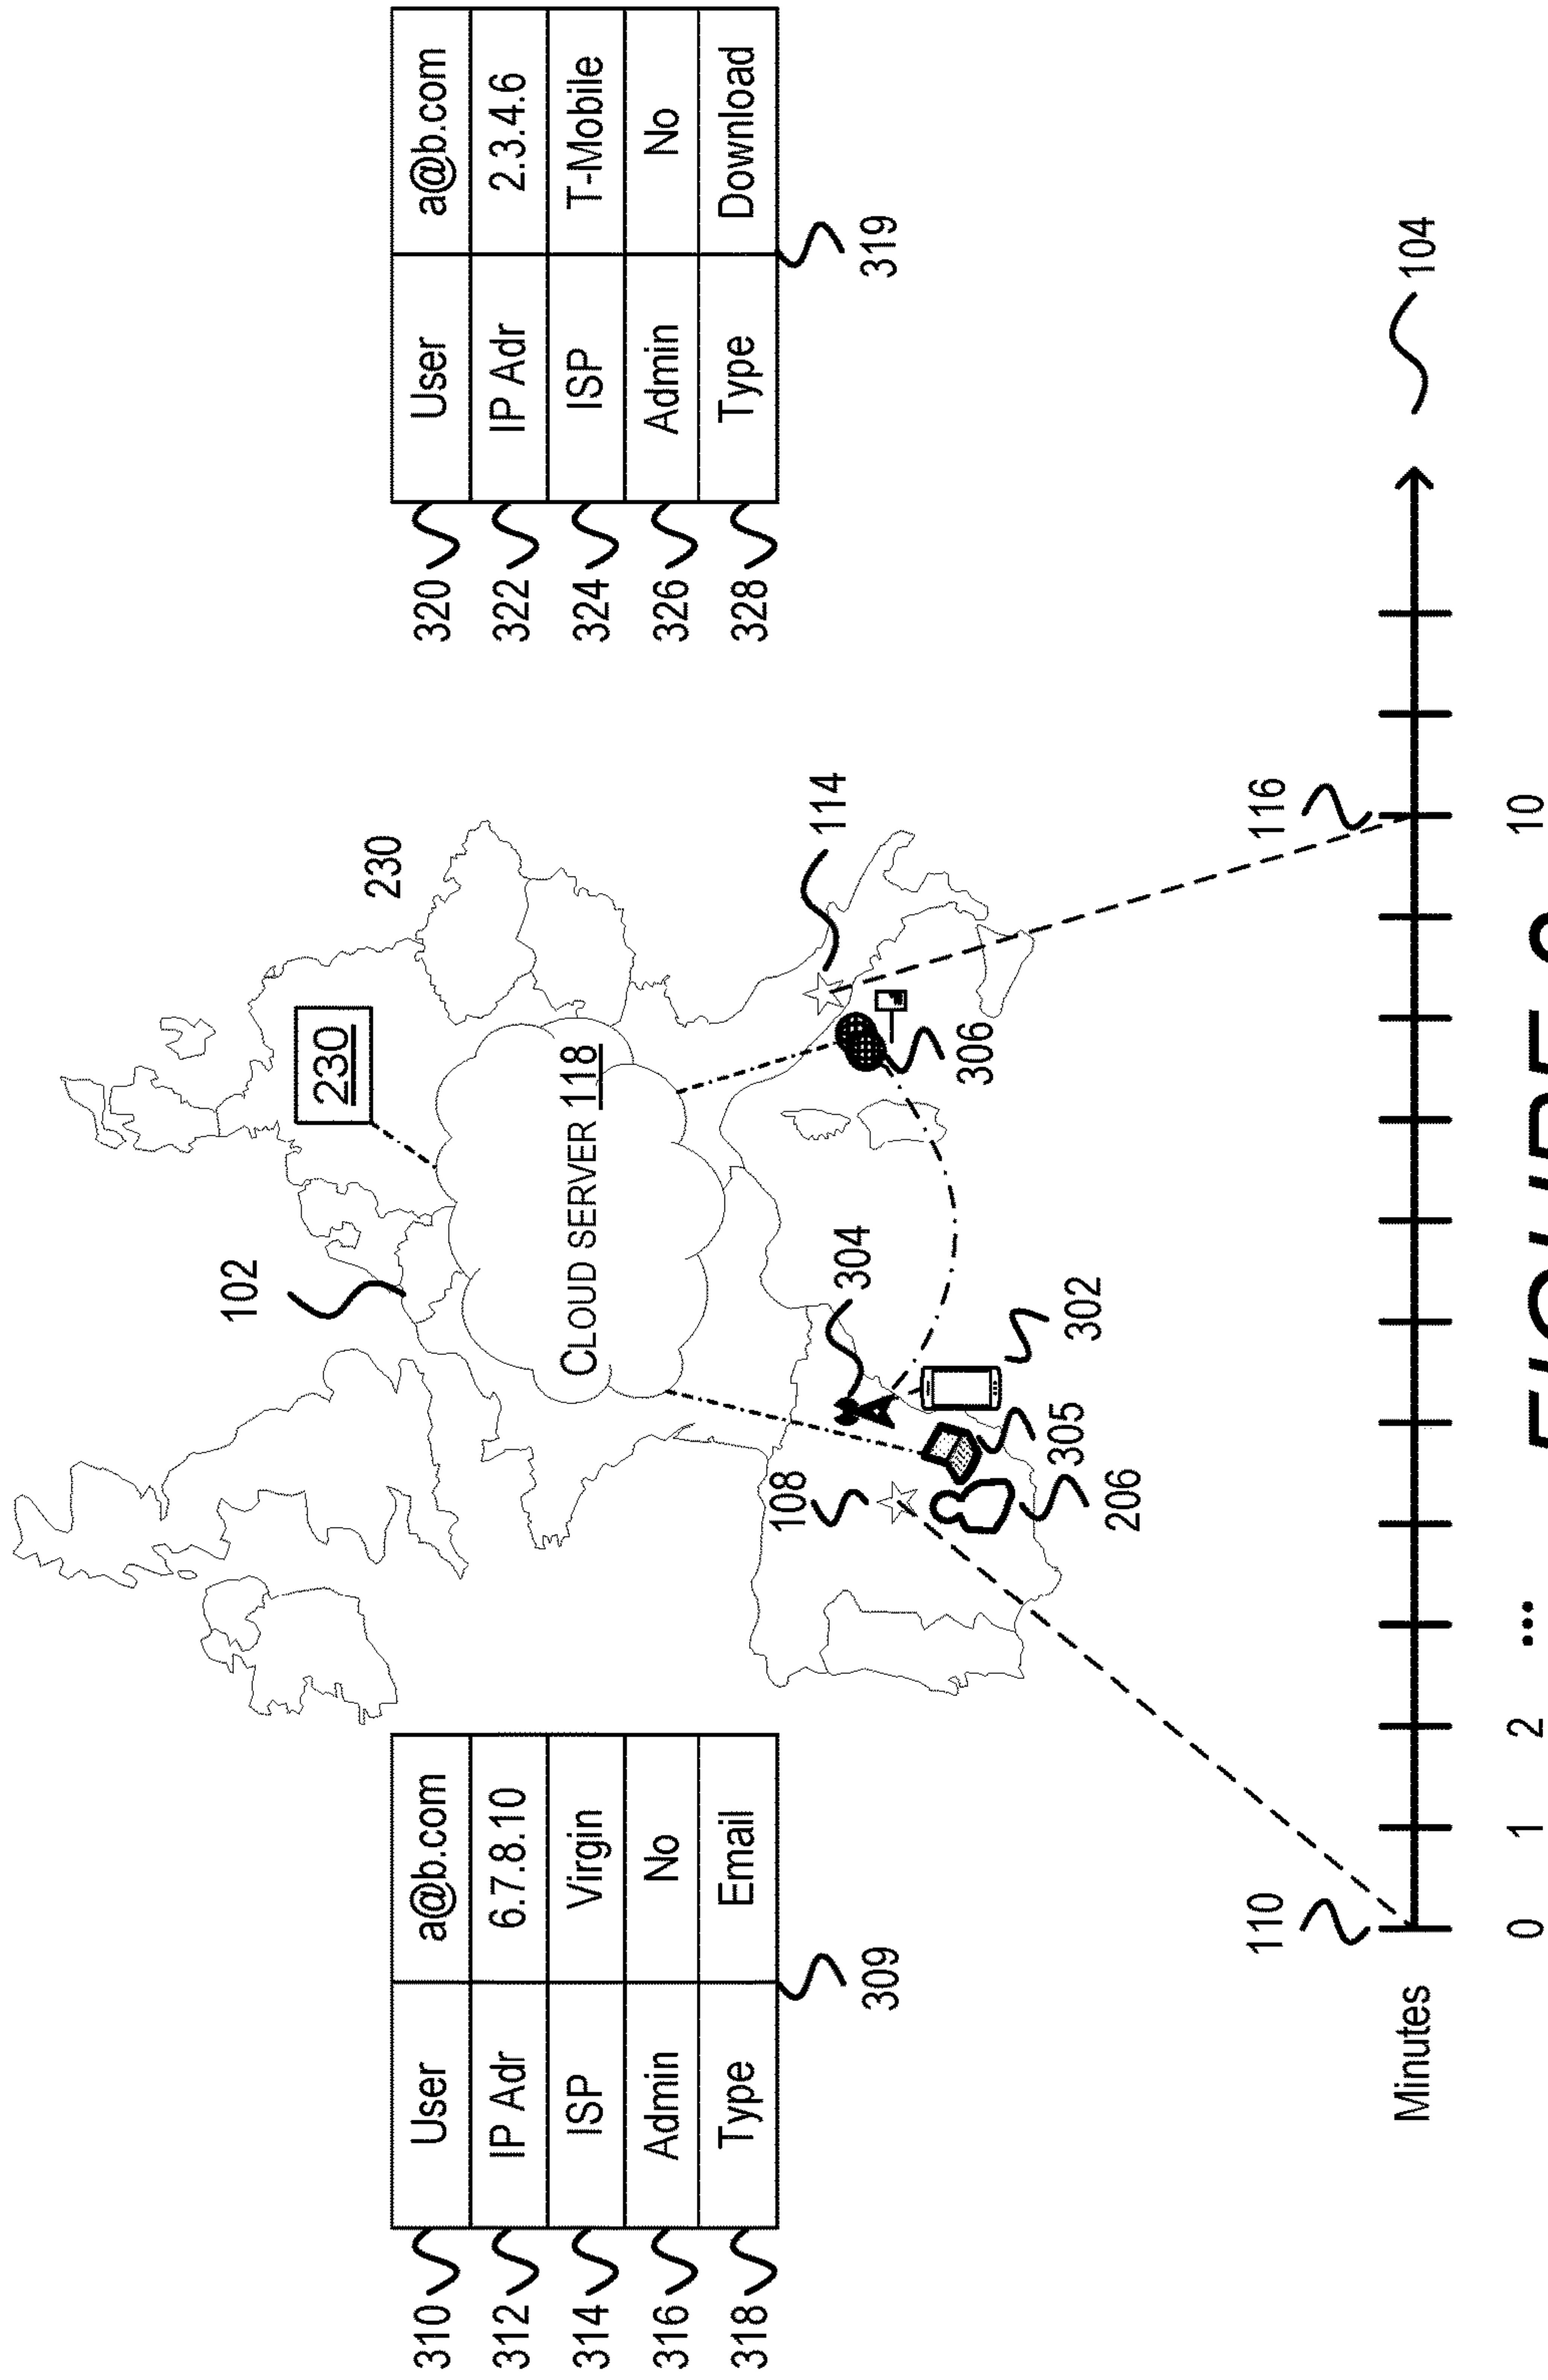 230
102
230
CLOUD SERVER 118
310 User a@b.com
312 IP Adr 6.7.8.10
314 ISP Virgin
316 Admin No
318 Type Email
309
320 User a@b.com
322 IP Adr 2.3.4.6
324 ISP T-Mobile
326 Admin No
328 Type Download
319
108
304
114
306
206
305
302
110
116
104
Minutes
0 1 2 ... 10